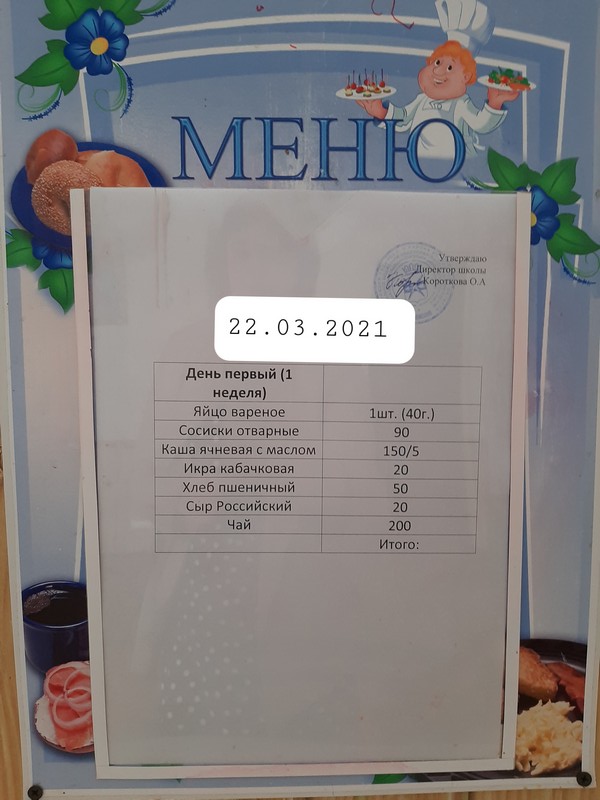 МЕНЮ
Утверждаю
Директор школы
Короткова О.А
22.03.2021
День первый (1
неделя)
Яйцо вареное 1шт. (40г.)
Сосиски отварные 90
Каша ячневая с маслом 150/5
Икра кабачковая 20
Хлеб пшеничный 50
Сыр Российский 20
Чай 200
Итого: